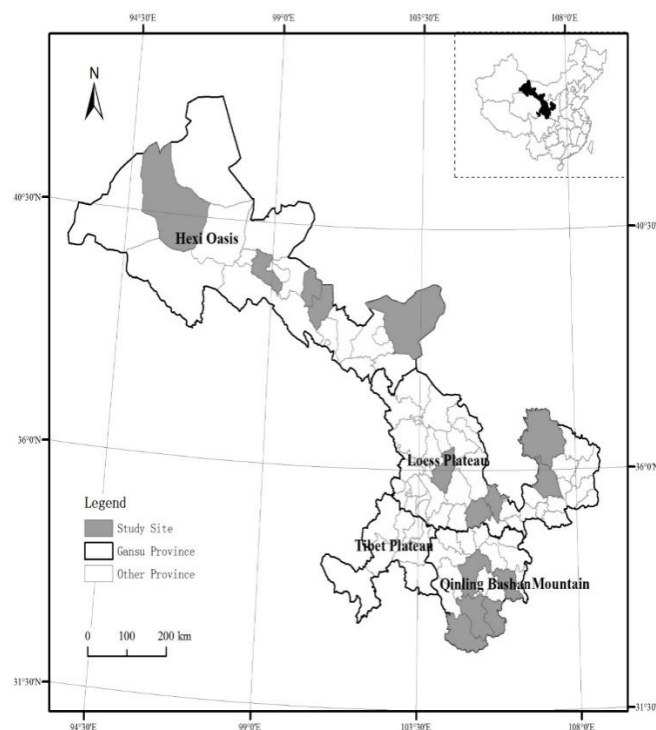 94°30'E 99°0'E 103°30'E 108°0'E
N
40°30'N
40°30'N
Hexi Oasis
36°0'N
Loess Plateau
36°0'N
Legend
Study Site
Gansu Province
Other Province
Tibet Plateau
Qinling Bashan Mountain
0 100 200 km
31°30'N
31°30'N
94°30'E 99°0'E 103°30'E 108°0'E